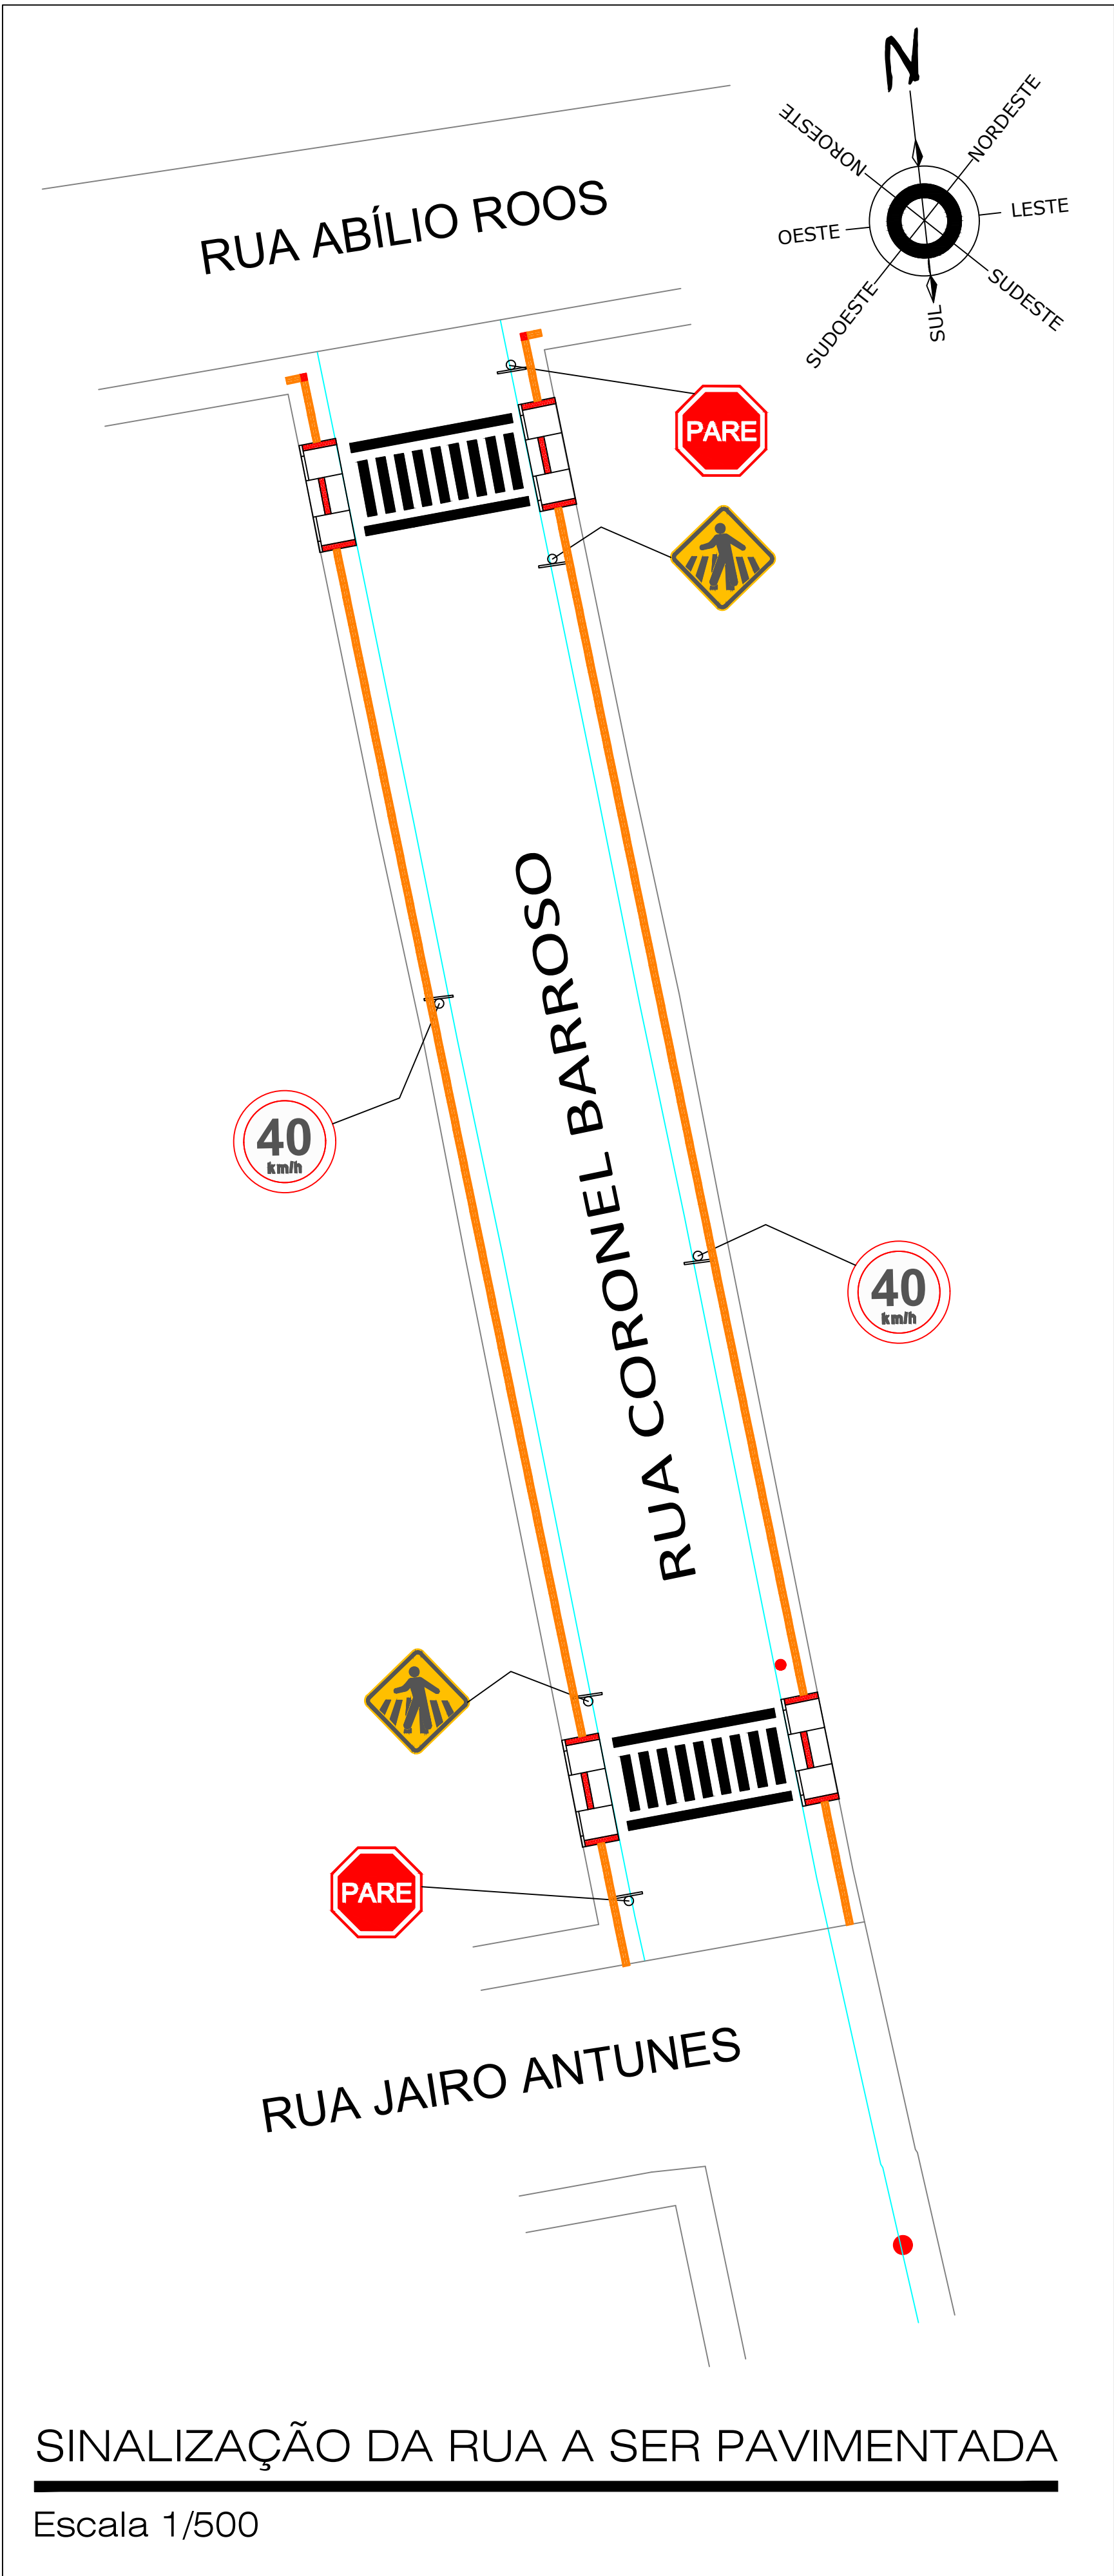 N
NOROESTE
NORDESTE
OESTE
LESTE
SUDOESTE
SUDESTE
SUL
RUA ABÍLIO ROOS
PARE
RUA CORONEL BARROSO
40
km/h
40
km/h
PARE
RUA JAIRO ANTUNES
SINALIZAÇÃO DA RUA A SER PAVIMENTADA
Escala 1/500